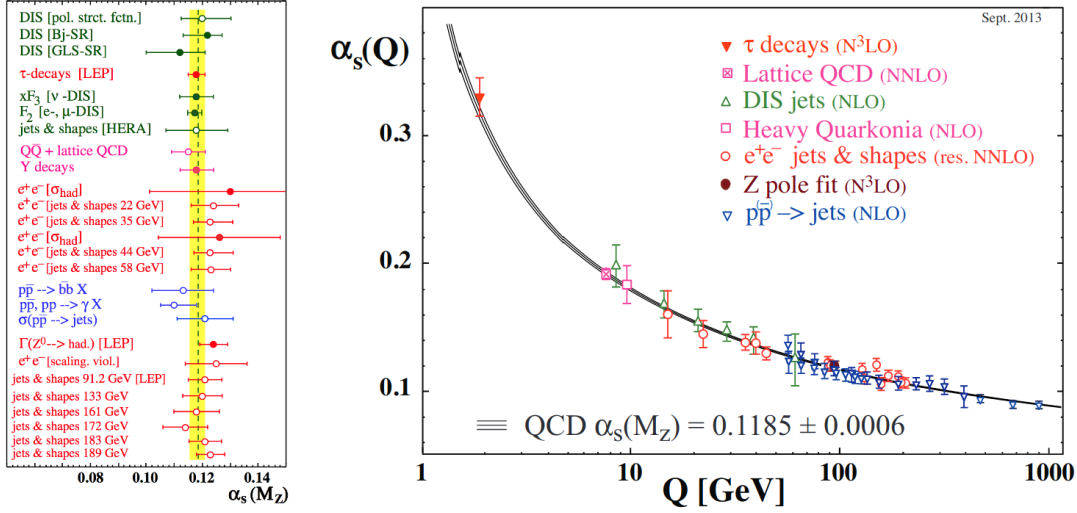 DIS [pol. strct. fctn.]
DIS [Bj-SR]
DIS [GLS-SR]
τ-decays [LEP]
xF₃ [ν -DIS]
F₂ [e-, μ-DIS]
jets & shapes [HERA]
QQ̅ + lattice QCD
Υ decays
e⁺e⁻[σhad]
e⁺e⁻[jets & shapes 22 GeV]
e⁺e⁻[jets & shapes 35 GeV]
e⁺e⁻[σhad]
e⁺e⁻[jets & shapes 44 GeV]
e⁺e⁻[jets & shapes 58 GeV]
pp̅ --> b̅b X
pp̅, pp --> γ X
σ(pp̅ --> jets)
Γ(Z⁰--> had.) [LEP]
e⁺e⁻[scaling. viol.]
jets & shapes 91.2 GeV [LEP]
jets & shapes 133 GeV
jets & shapes 161 GeV
jets & shapes 172 GeV
jets & shapes 183 GeV
jets & shapes 189 GeV
0.08 0.10 0.12 0.14
αs(MZ)
Sept. 2013
αs(Q)
τ decays (N³LO)
Lattice QCD (NNLO)
DIS jets (NLO)
Heavy Quarkonia (NLO)
e⁺e⁻ jets & shapes (res. NNLO)
Z pole fit (N³LO)
pp(̅) –> jets (NLO)
0.3
0.2
0.1
QCD αs(MZ) = 0.1185 ± 0.0006
1 10 100 1000
Q [GeV]